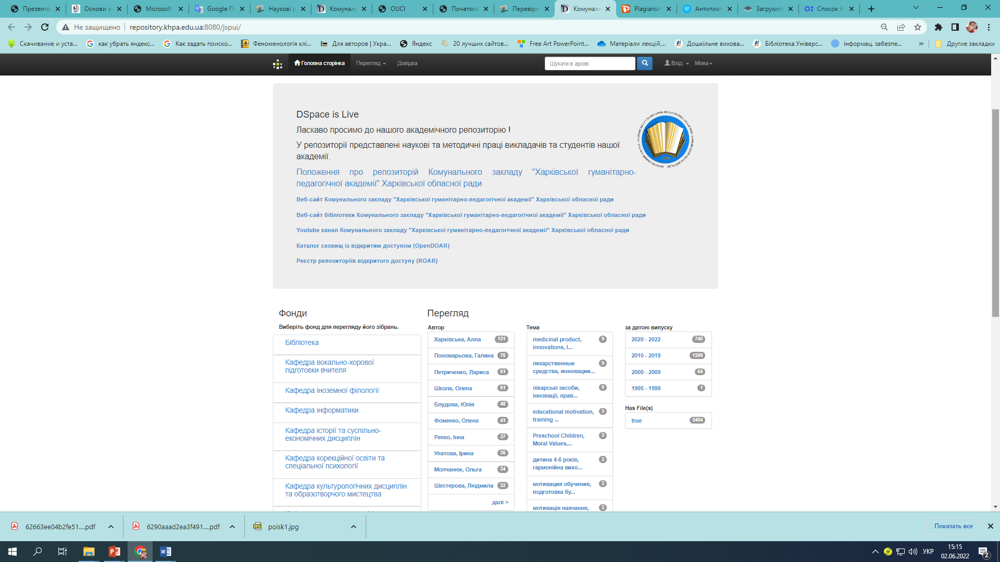 Презента
Основи а
Microsoft
Google П
Наукові р
Комуналь
OUCI
Початков
Перевірк
Комуналь
Plagiarism
Антиплаг
Загрузить
Список Н
Не защищено
repository.khpa.edu.ua:8080/jspui/
Скачивание и уста...
как убрать яндекс...
Как задать поиско...
Феноменологія клі...
Для авторов | Укра...
Яндекс
20 лучших сайтов...
Free Art PowerPoint...
Матеріали лекцій,...
Дошкільне вихова...
Бібліотека Універс...
інформац. забезпе...
»
Другие закладки
Головна сторінка
Перегляд
Довідка
Шукати в архіві
Вхід:
Мова
DSpace is Live
Ласкаво просимо до нашого академічного репозиторію !
У репозиторії представлені наукові та методичні праці викладачів та студентів нашої
академії.
Положення про репозиторій Комунального закладу "Харківської гуманітарно-
педагогічної академії" Харківської обласної ради
Веб-сайт Комунального закладу "Харківської гуманітарно-педагогічної академії" Харківської обласної ради
Веб-сайт бібліотеки Комунального закладу "Харківської гуманітарно-педагогічної академії" Харківської обласної ради
Youtube канал Комунального закладу "Харківської гуманітарно-педагогічної академії" Харківської обласної ради
Каталог сховищ із відкритим доступом (OpenDOAR)
Реєстр репозиторіїв відкритого доступу (ROAR)
Фонди
Виберіть фонд для перегляду його зібрань.
Бібліотека
Кафедра вокально-хорової
підготовки вчителя
Кафедра іноземної філології
Кафедра інформатики
Кафедра історії та суспільно-
економічних дисциплін
Кафедра корекційної освіти та
спеціальної психології
Кафедра культурологічних дисциплін
та образотворчого мистецтва
Перегляд
Автор
Харківська, Алла 131
Пономарьова, Галина 76
Петриченко, Лариса 61
Школа, Олена 61
Блудова, Юлія 48
Фоменко, Олена 41
Репко, Інна 37
Упатова, Ірина 36
Молчанюк, Ольга 34
Шестерова, Людмила 32
далі >
Тема
medicinal product, 9
innovations, l...
лекарственные 9
средства, инновации...
лікарські засоби, 9
інновації, прав...
educational motivation, 3
training ...
Preschool Children, 3
Moral Values,...
дитина 4-6 років, 3
гармонійна вихо...
мотивация обучения, 3
подготовка бу...
мотивація навчання, 3
за датою випуску
2020 - 2022 740
2010 - 2019 1599
2000 - 2009 64
1995 - 1999 1
Has File(s)
true 2404
62663ee04b2fe51....pdf
6290aaad2ea3f491....pdf
poisk1.jpg
Показать все
УКР
15:15
02.06.2022
2